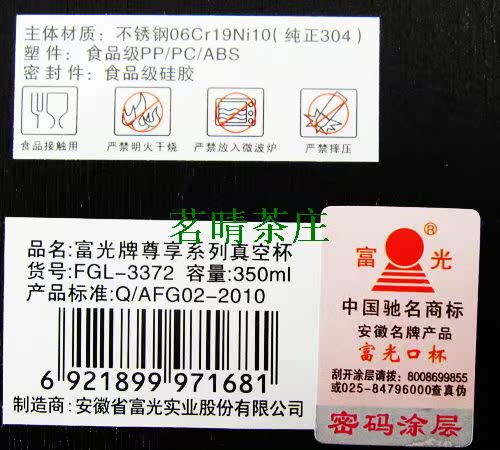 主体材质：不锈钢06Cr19Ni10(纯正304)
塑件：食品级PP/PC/ABS
密封件：食品级硅胶
食品接触用 严禁明火干烧 严禁放入微波炉 严禁摔压
茗晴茶庄
品名:富光牌尊享系列真空杯
货号:FGL-3372 容量:350ml
产品标准:Q/AFG02-2010
6 921899 971681
制造商：安徽省富光实业股份有限公司
®
富 光
中国驰名商标
安徽名牌产品
富光口杯
刮开涂层请拨：8008699855
或025-84796000查真伪
密码涂层